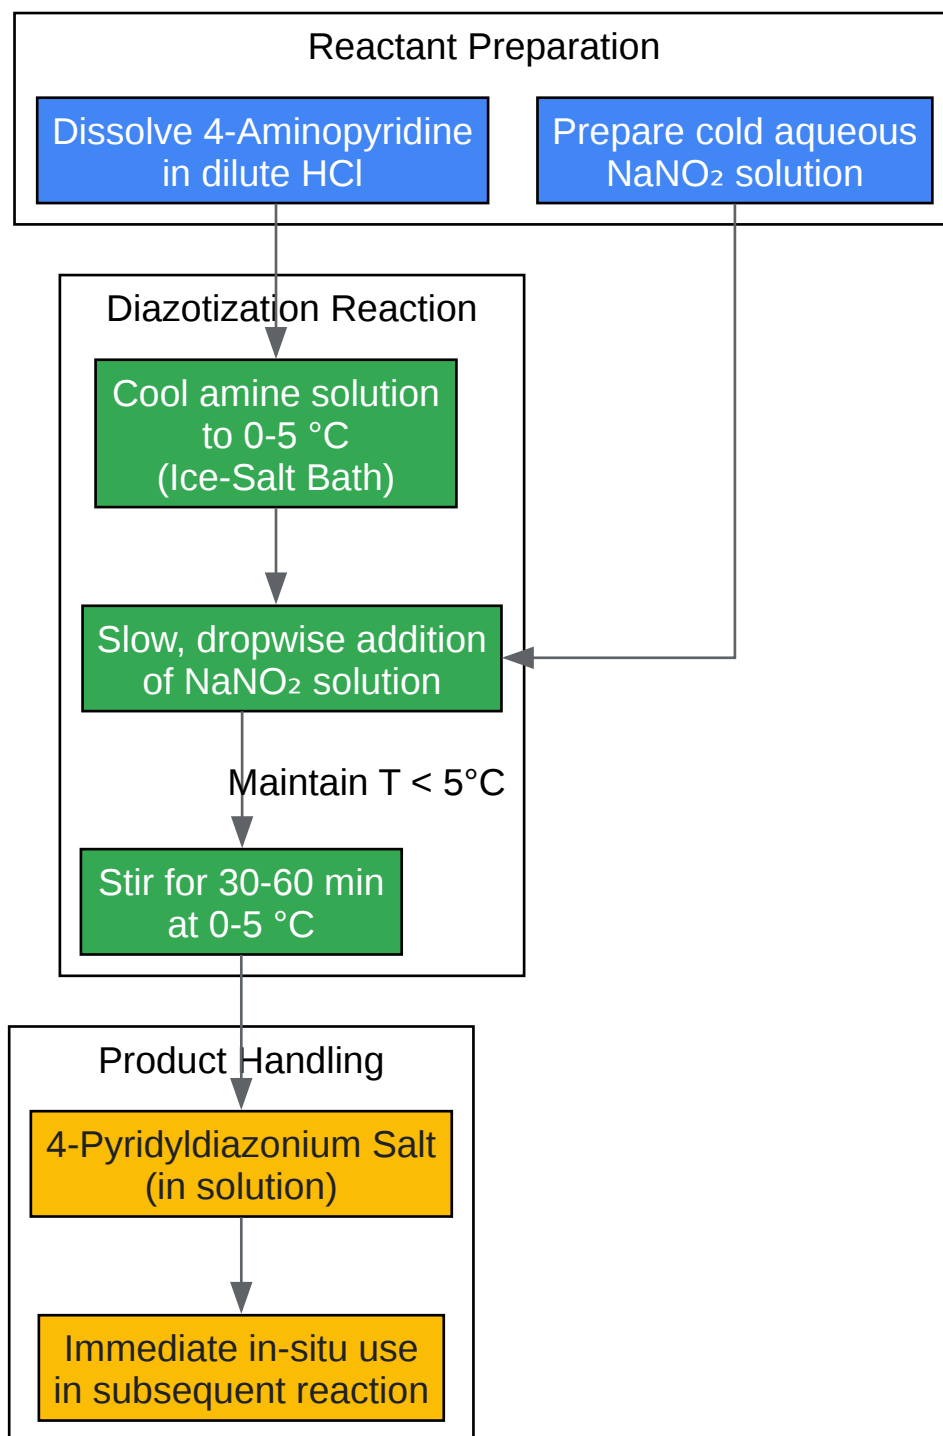 Reactant Preparation
Dissolve 4-Aminopyridine
in dilute HCl
Prepare cold aqueous
NaNO₂ solution
Diazotization Reaction
Cool amine solution
to 0-5 °C
(Ice-Salt Bath)
Slow, dropwise addition
of NaNO₂ solution
Maintain T < 5°C
Stir for 30-60 min
at 0-5 °C
Product Handling
4-Pyridyldiazonium Salt
(in solution)
Immediate in-situ use
in subsequent reaction